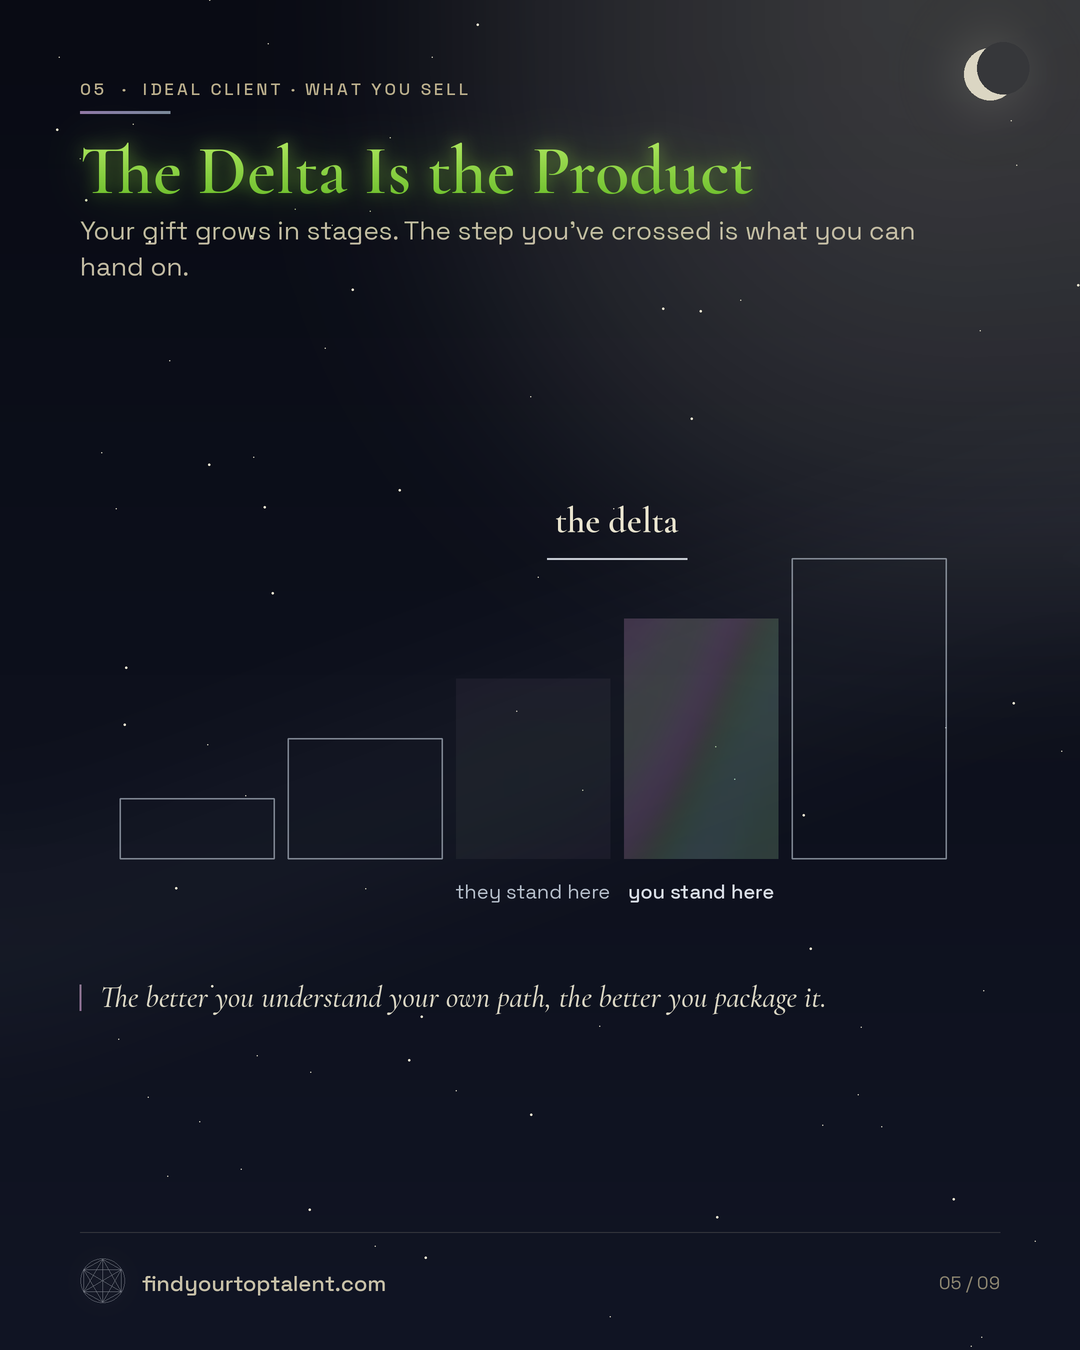 05 · IDEAL CLIENT · WHAT YOU SELL
The Delta Is the Product
Your gift grows in stages. The step you’ve crossed is what you can
hand on.
the delta
they stand here you stand here
The better you understand your own path, the better you package it.
findyourtoptalent.com
05 / 09